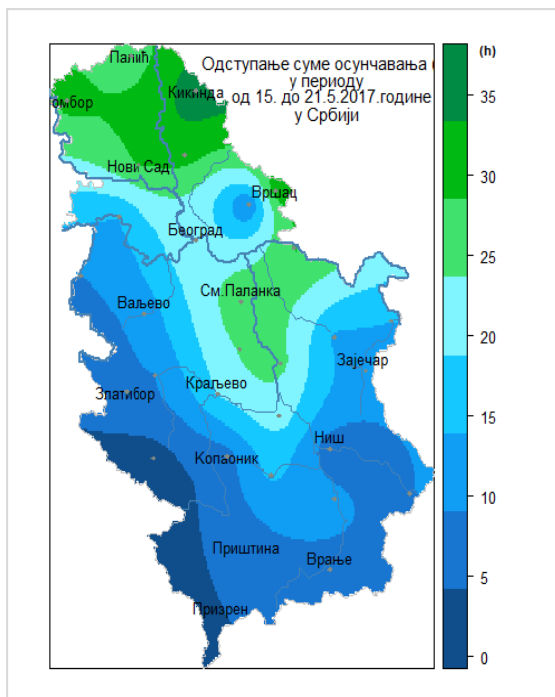 Одступање суме осунчавања (
у периоду
од 15. до 21.5.2017.године
у Србији
(h)
35
30
25
20
15
10
5
0
Палић
Кикинда
омбор
Нови Сад
Вршац
Београд
См.Паланка
Ваљево
Зајечар
Златибор
Краљево
Ниш
Копаоник
Приштина
Врање
Призрен